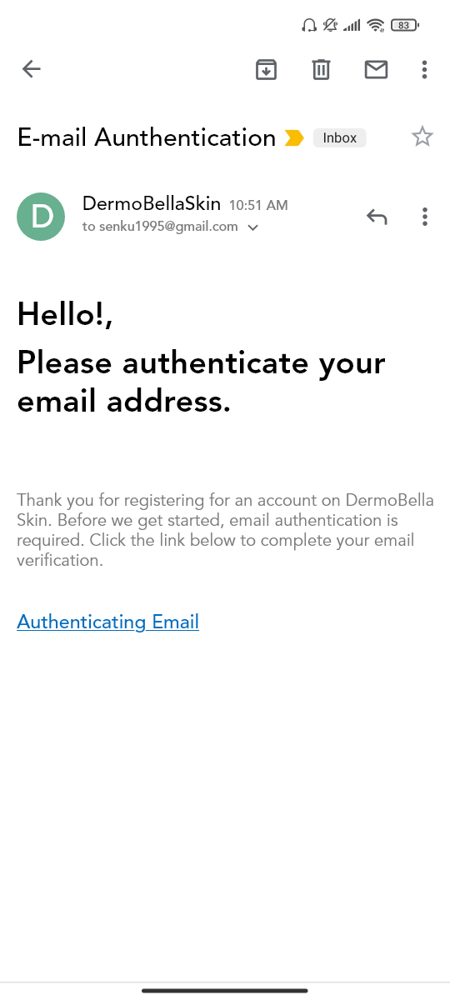 83
E-mail Aunthentication
Inbox
D
DermoBellaSkin 10:51 AM
to senku1995@gmail.com
Hello!,
Please authenticate your
email address.
Thank you for registering for an account on DermoBella
Skin. Before we get started, email authentication is
required. Click the link below to complete your email
verification.
Authenticating Email